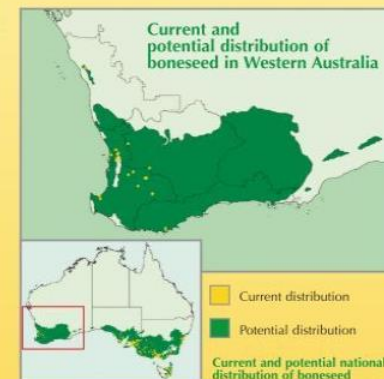 Current and
potential distribution of
boneseed in Western Australia
Current distribution
Potential distribution
Current and potential national
distribution of boneseed